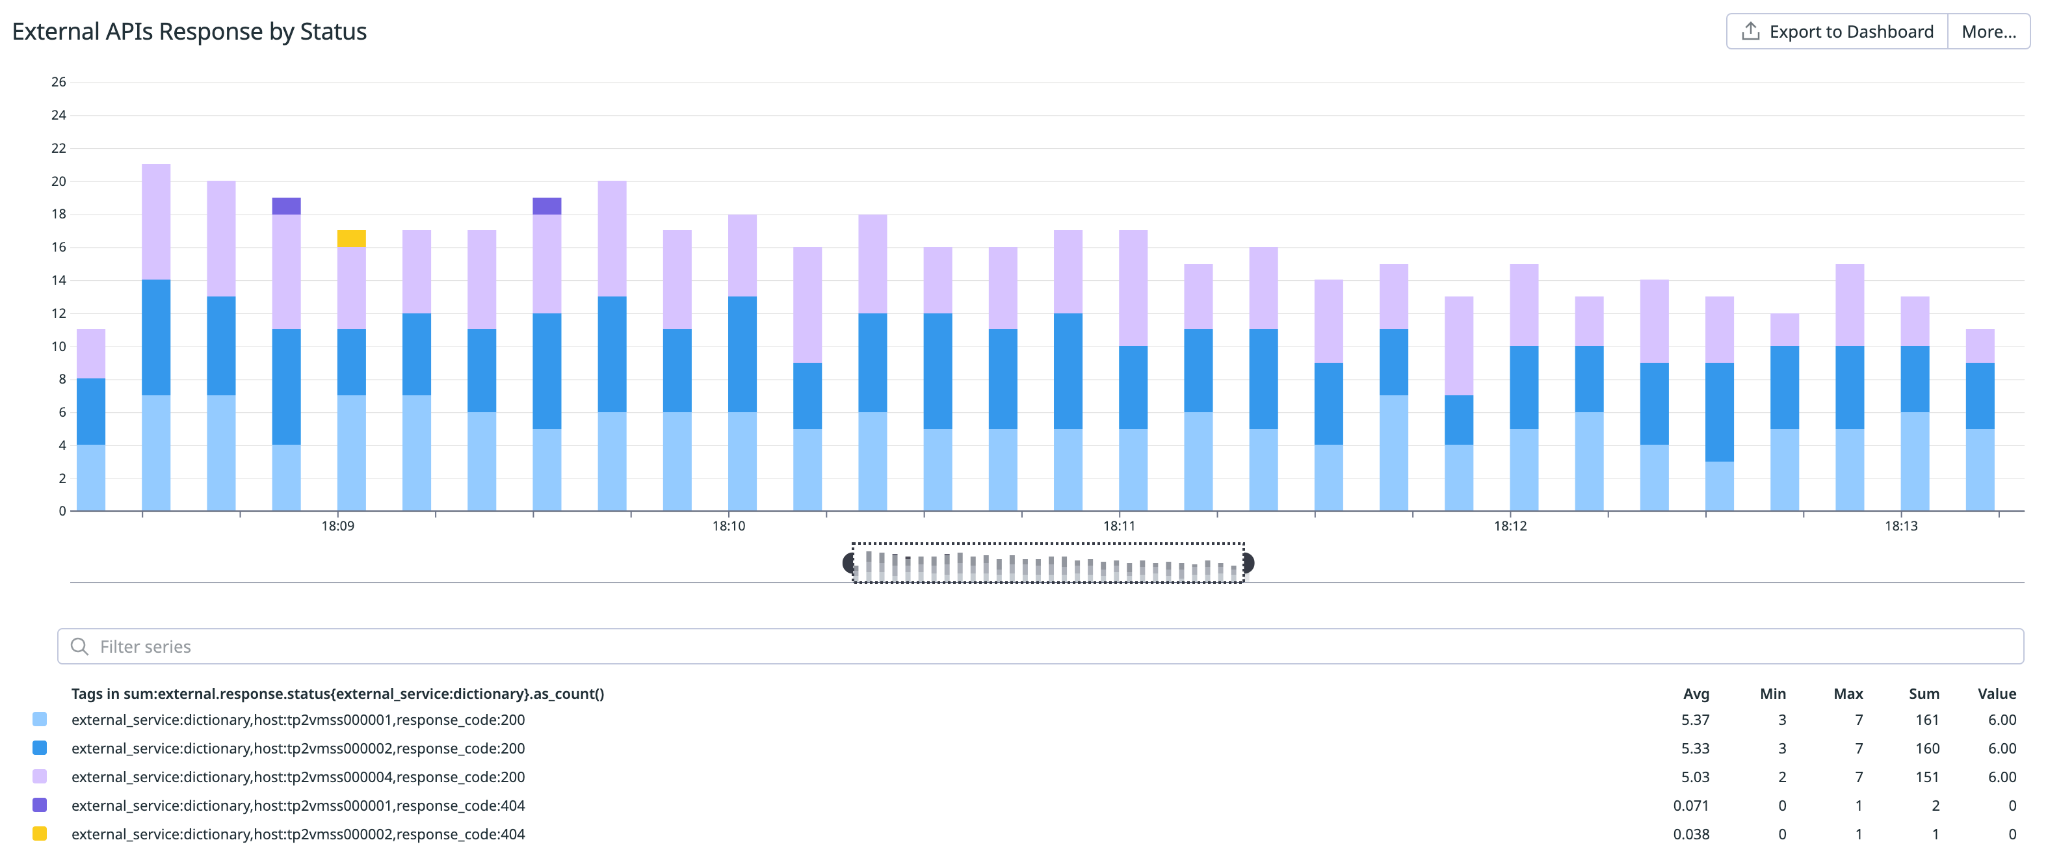 External APIs Response by Status
Export to Dashboard More...
26
24
22
20
18
16
14
12
10
8
6
4
2
0
18:09 18:10 18:11 18:12 18:13
Filter series
Tags in sum:external.response.status{external_service:dictionary}.as_count() Avg Min Max Sum Value
external_service:dictionary,host:tp2vmss000001,response_code:200 5.37 3 7 161 6.00
external_service:dictionary,host:tp2vmss000002,response_code:200 5.33 3 7 160 6.00
external_service:dictionary,host:tp2vmss000004,response_code:200 5.03 2 7 151 6.00
external_service:dictionary,host:tp2vmss000001,response_code:404 0.071 0 1 2 0
external_service:dictionary,host:tp2vmss000002,response_code:404 0.038 0 1 1 0